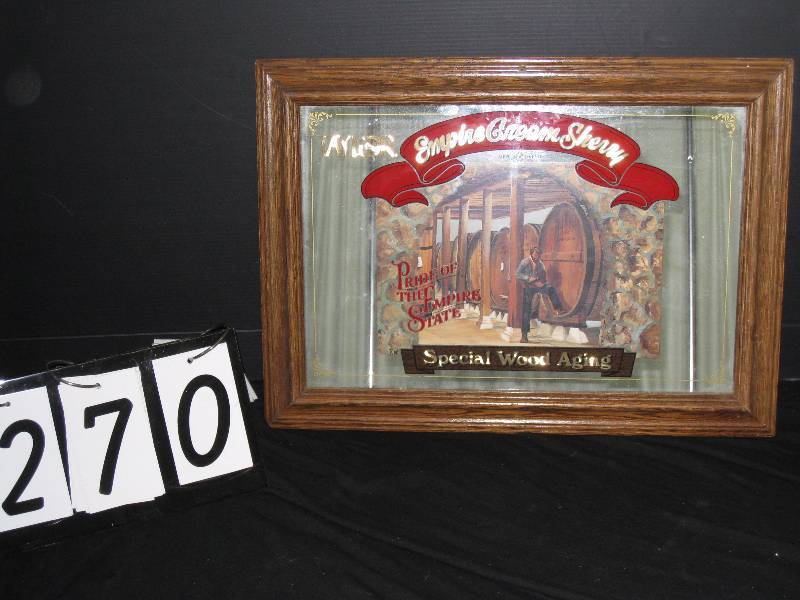 Empire Cream Sherry
PRIDE OF
THE EMPIRE
STATE
Special Wood Aging
270